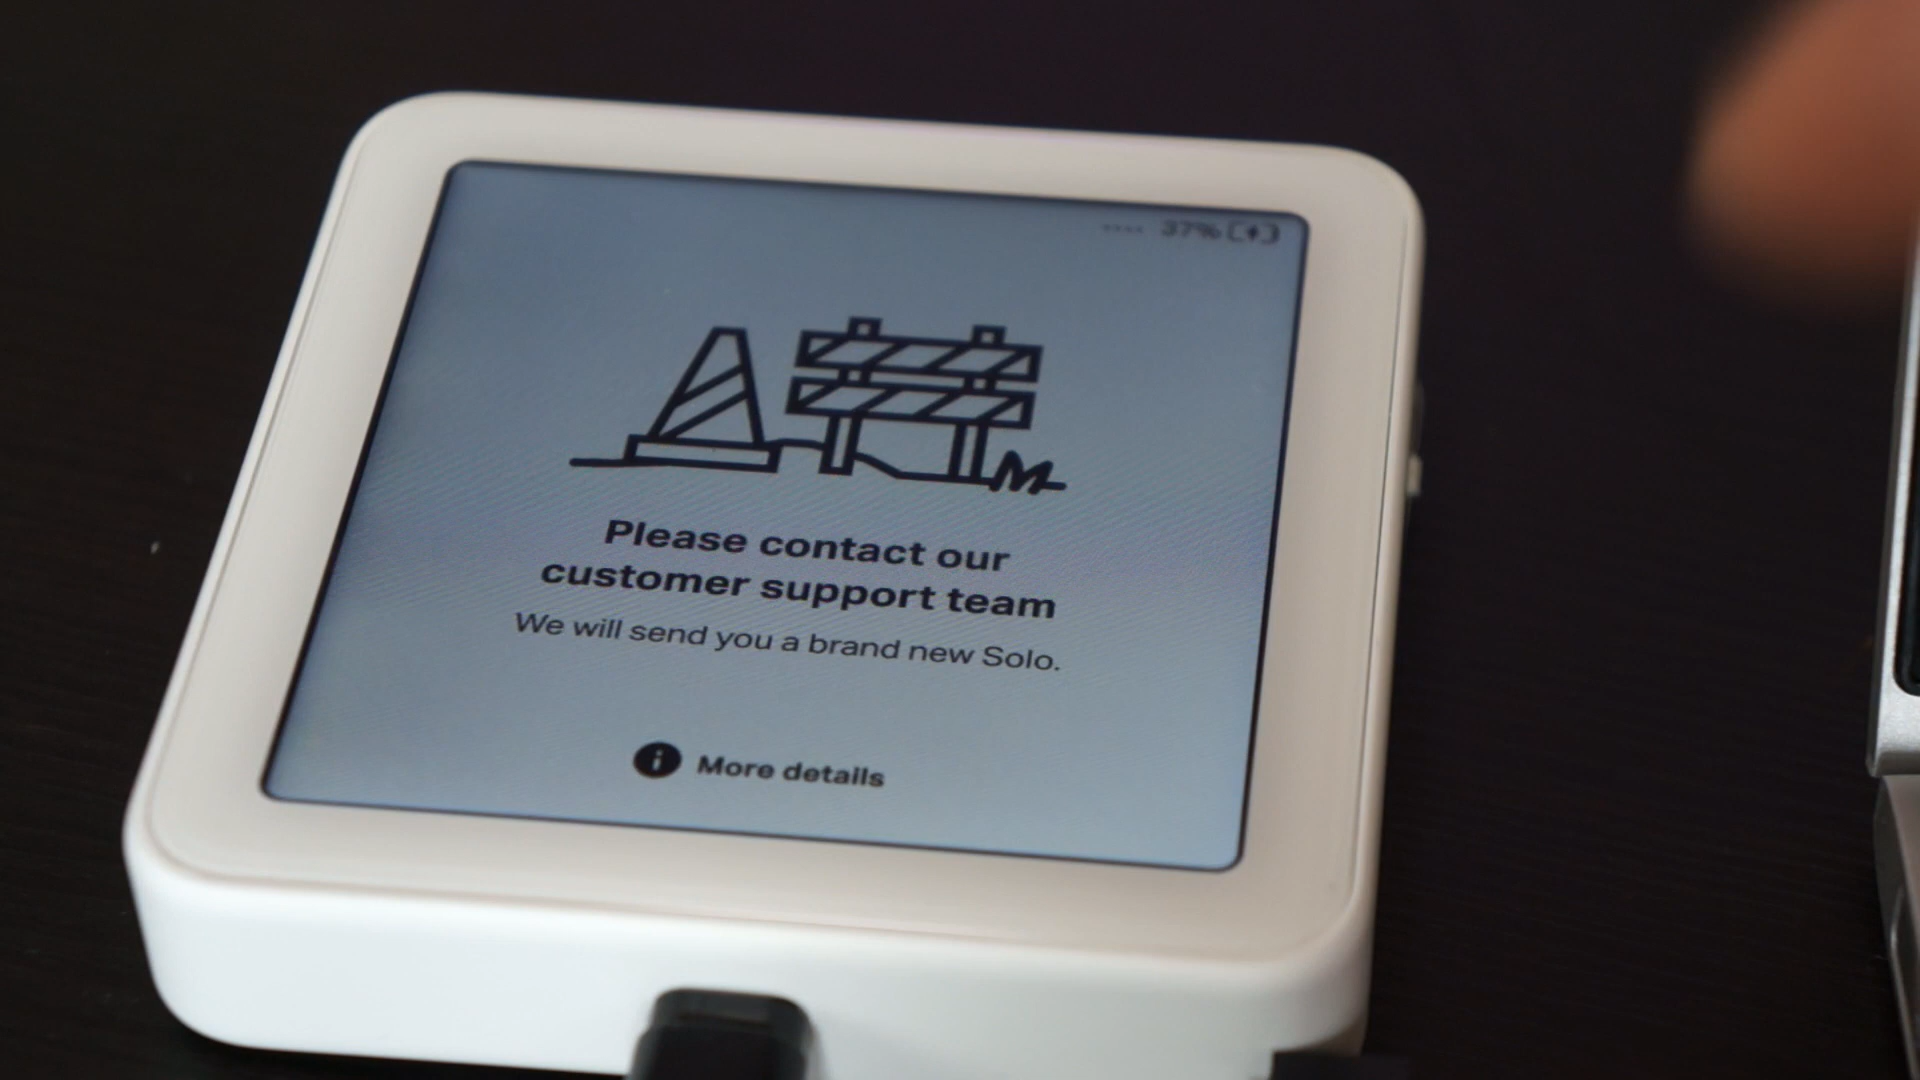 37%
Please contact our
customer support team
We will send you a brand new Solo.
More details